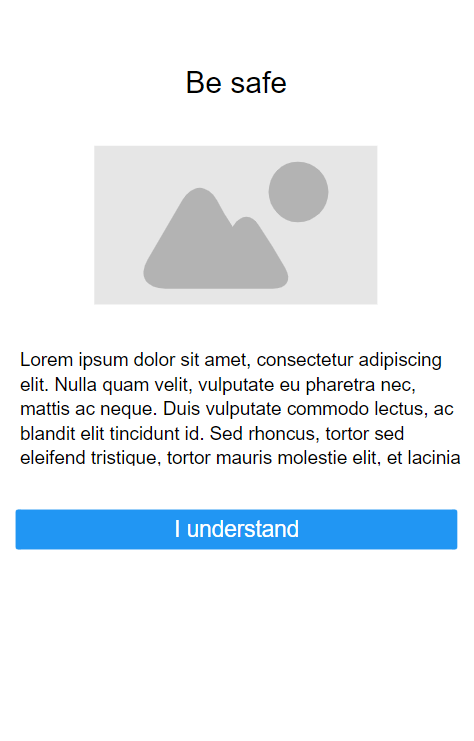 Be safe
Lorem ipsum dolor sit amet, consectetur adipiscing
elit. Nulla quam velit, vulputate eu pharetra nec,
mattis ac neque. Duis vulputate commodo lectus, ac
blandit elit tincidunt id. Sed rhoncus, tortor sed
eleifend tristique, tortor mauris molestie elit, et lacinia
I understand